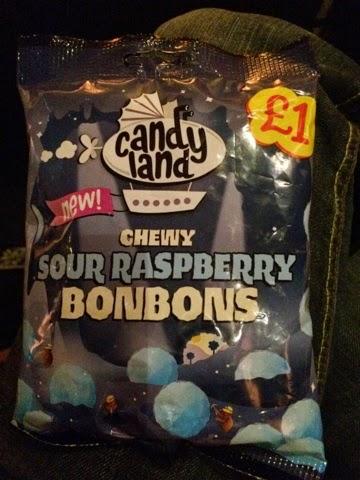 candy
land
£1
new!
CHEWY
SOUR RASPBERRY
BONBONS